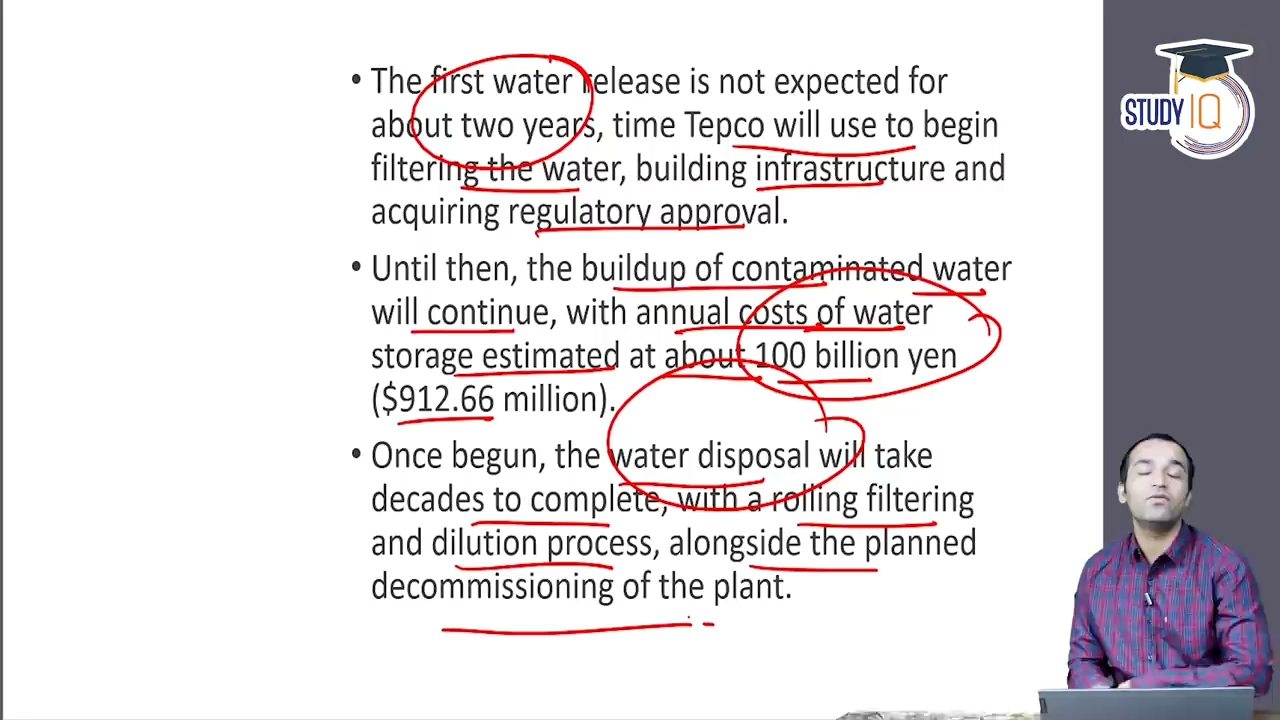 • The first water release is not expected for
about two years, time Tepco will use to begin
filtering the water, building infrastructure and
acquiring regulatory approval.
• Until then, the buildup of contaminated water
will continue, with annual costs of water
storage estimated at about 100 billion yen
($912.66 million).
• Once begun, the water disposal will take
decades to complete, with a rolling filtering
and dilution process, alongside the planned
decommissioning of the plant.
STUDY IQ